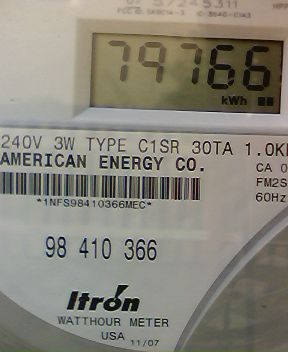 57245311
79766
kWh
240V 3W TYPE C1SR 30TA 1.0K
AMERICAN ENERGY CO.
CA 0
FM2S
*1NFS98410366MEC*
60Hz
98 410 366
Itron
WATTHOUR METER
USA 11/07